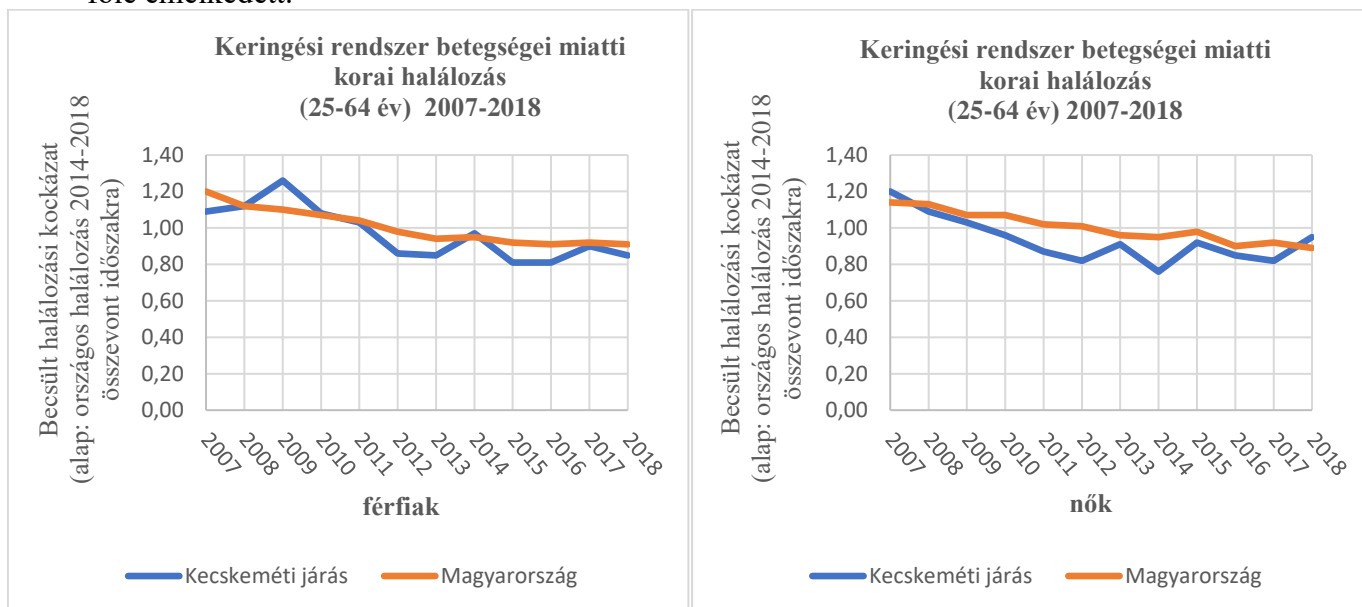 fölé emelkedett.
Keringési rendszer betegségei miatti
korai halálozás
(25-64 év) 2007-2018
Becsült halálozási kockázat
(alap: országos halálozás 2014-2018
összevont időszakra)
1,40
1,20
1,00
0,80
0,60
0,40
0,20
0,00
2007
2008
2009
2010
2011
2012
2013
2014
2015
2016
2017
2018
férfiak
Kecskeméti járás
Magyarország
Keringési rendszer betegségei miatti
korai halálozás
(25-64 év) 2007-2018
Becsült halálozási kockázat
(alap: országos halálozás 2014-2018
összevont időszakra)
1,40
1,20
1,00
0,80
0,60
0,40
0,20
0,00
2007
2008
2009
2010
2011
2012
2013
2014
2015
2016
2017
2018
nők
Kecskeméti járás
Magyarország